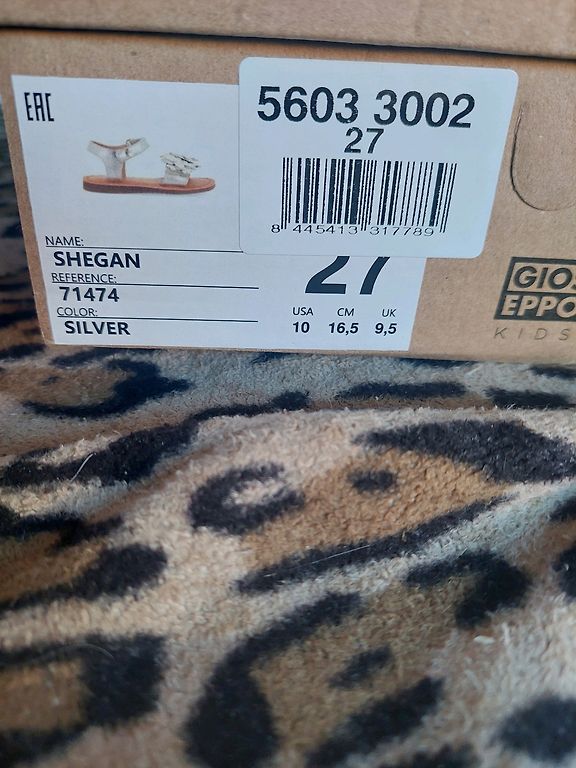 EAC
5603 3002
27
8 445413 317789
NAME:
SHEGAN
REFERENCE:
71474
COLOR:
SILVER
27
USA CM UK
10 16,5 9,5
EPPO
KIDS